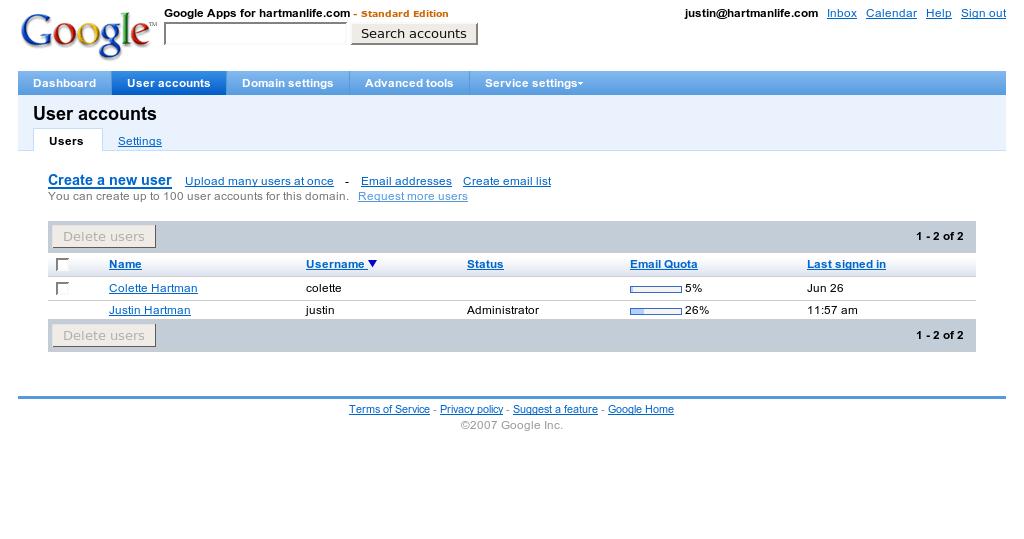 Google™
Google Apps for hartmanlife.com - Standard Edition
justin@hartmanlife.com Inbox Calendar Help Sign out
Search accounts
Dashboard User accounts Domain settings Advanced tools Service settings
User accounts
Users Settings
Create a new user Upload many users at once - Email addresses Create email list
You can create up to 100 user accounts for this domain. Request more users
Delete users 1 - 2 of 2
Name Username Status Email Quota Last signed in
Colette Hartman colette 5% Jun 26
Justin Hartman justin Administrator 26% 11:57 am
Delete users 1 - 2 of 2
Terms of Service - Privacy policy - Suggest a feature - Google Home
©2007 Google Inc.